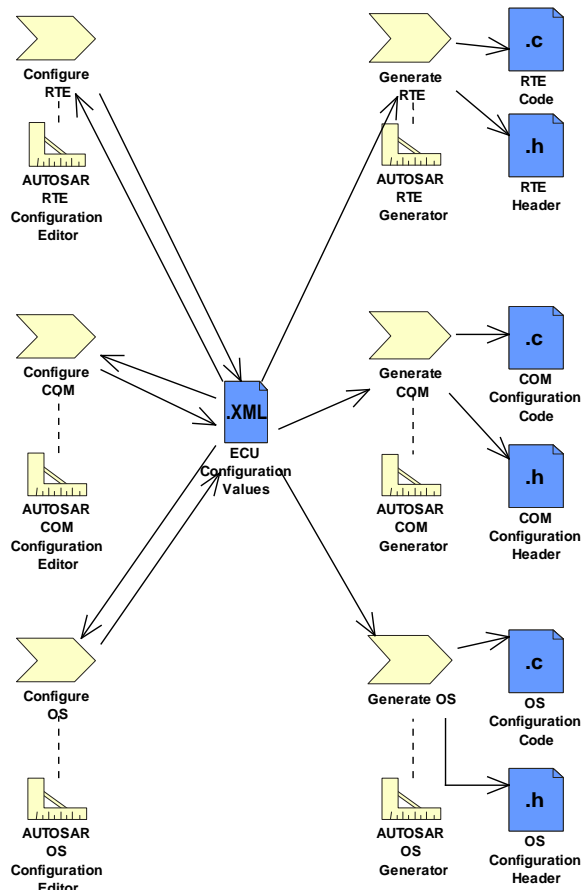 Configure
RTE
AUTOSAR
RTE
Configuration
Editor
Generate
RTE
AUTOSAR
RTE
Generator
.c
RTE
Code
.h
RTE
Header
Configure
COM
AUTOSAR
COM
Configuration
Editor
.XML
ECU
Configuration
Values
Generate
COM
AUTOSAR
COM
Generator
.c
COM
Configuration
Code
.h
COM
Configuration
Header
Configure
OS
AUTOSAR
OS
Configuration
Editor
Generate OS
AUTOSAR
OS
Generator
.c
OS
Configuration
Code
.h
OS
Configuration
Header